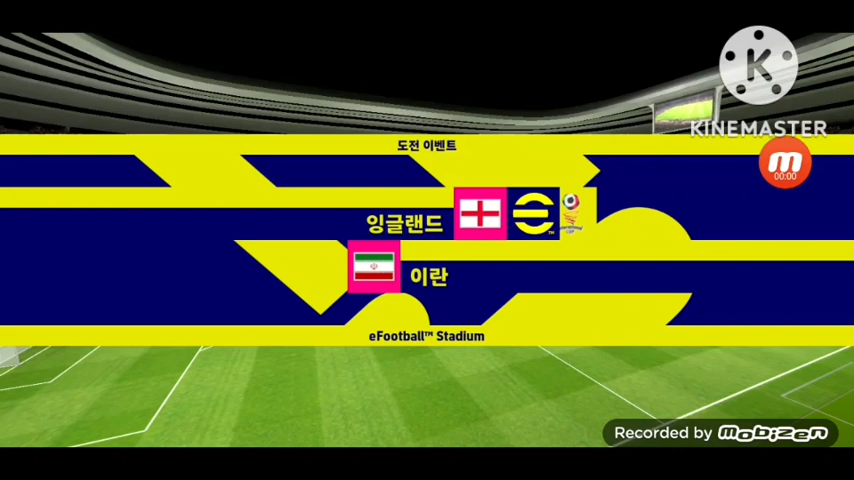 K
KINEMASTER
도전 이벤트
00:00
잉글랜드
이란
eFootball™ Stadium
Recorded by mobizen